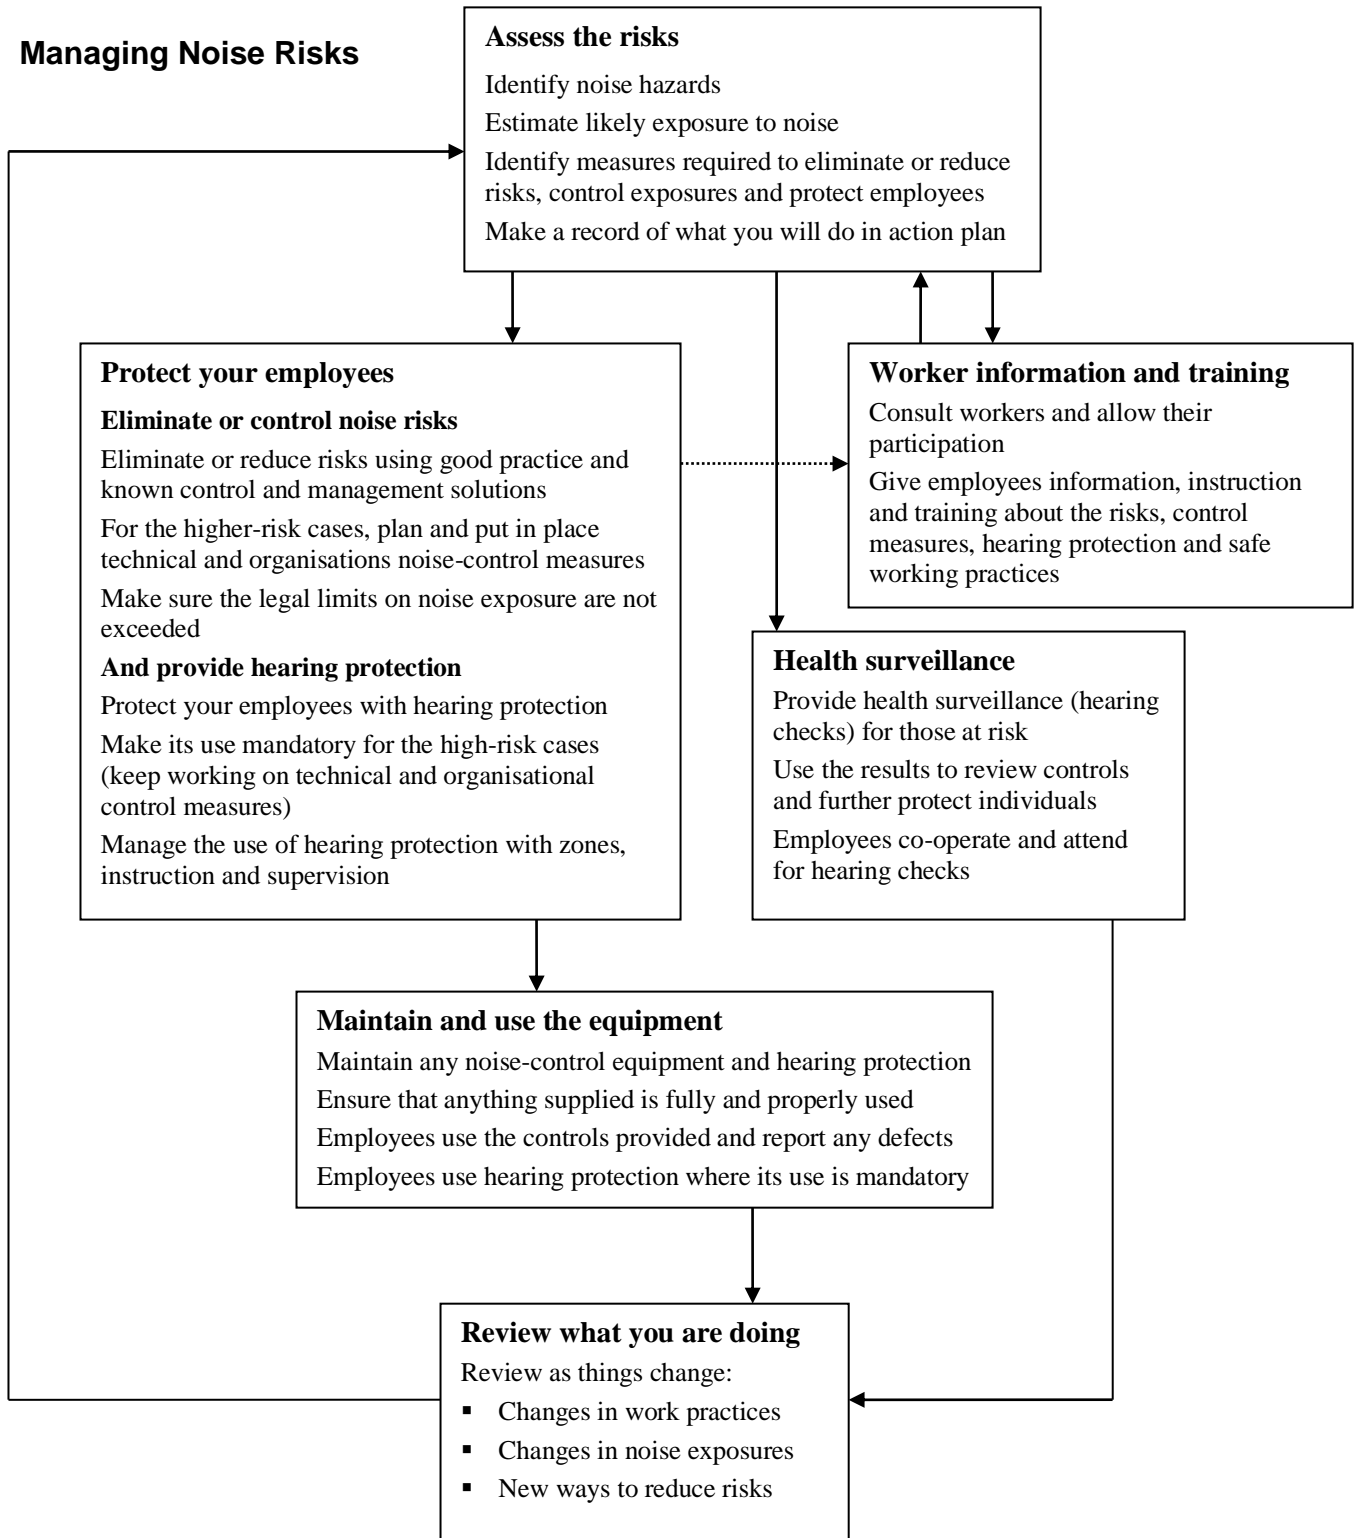 Managing Noise Risks
Assess the risks
Identify noise hazards
Estimate likely exposure to noise
Identify measures required to eliminate or reduce
risks, control exposures and protect employees
Make a record of what you will do in action plan
Protect your employees
Eliminate or control noise risks
Eliminate or reduce risks using good practice and
known control and management solutions
For the higher-risk cases, plan and put in place
technical and organisations noise-control measures
Make sure the legal limits on noise exposure are not
exceeded
And provide hearing protection
Protect your employees with hearing protection
Make its use mandatory for the high-risk cases
(keep working on technical and organisational
control measures)
Manage the use of hearing protection with zones,
instruction and supervision
Worker information and training
Consult workers and allow their
participation
Give employees information, instruction
and training about the risks, control
measures, hearing protection and safe
working practices
Health surveillance
Provide health surveillance (hearing
checks) for those at risk
Use the results to review controls
and further protect individuals
Employees co-operate and attend
for hearing checks
Maintain and use the equipment
Maintain any noise-control equipment and hearing protection
Ensure that anything supplied is fully and properly used
Employees use the controls provided and report any defects
Employees use hearing protection where its use is mandatory
Review what you are doing
Review as things change:
▪ Changes in work practices
▪ Changes in noise exposures
▪ New ways to reduce risks